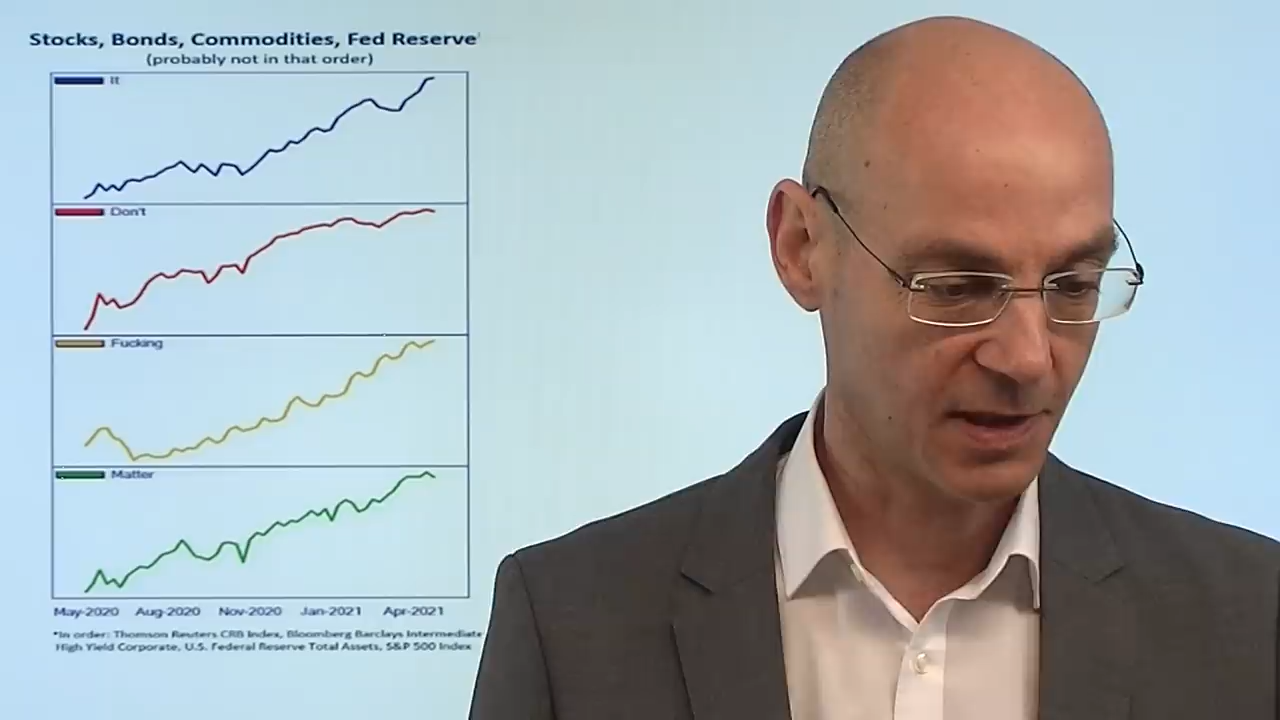 Stocks, Bonds, Commodities, Fed Reserve
(probably not in that order)
It
Don't
Fucking
Matter
May-2020 Aug-2020 Nov-2020 Jan-2021 Apr-2021
*In order: Thomson Reuters CRB Index, Bloomberg Barclays Intermediate
High Yield Corporate, U.S. Federal Reserve Total Assets, S&P 500 Index